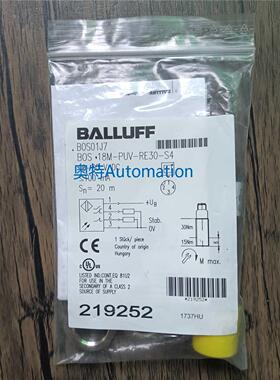 BALLUFF
BOS01J7
BOS 18M-PUV-RE30-S4
奥特Automation
Sn= 20 m
+UB
Stab.
0V
1 Stück/ piece
Country of origin
Hungary
30Nm
15Nm
M max.
LISTED IND.CONT.EQ 81U2
FOR USE IN THE
SECONDARY OF A CLASS 2
SOURCE OF SUPPLY
*219252*
219252
1737HU